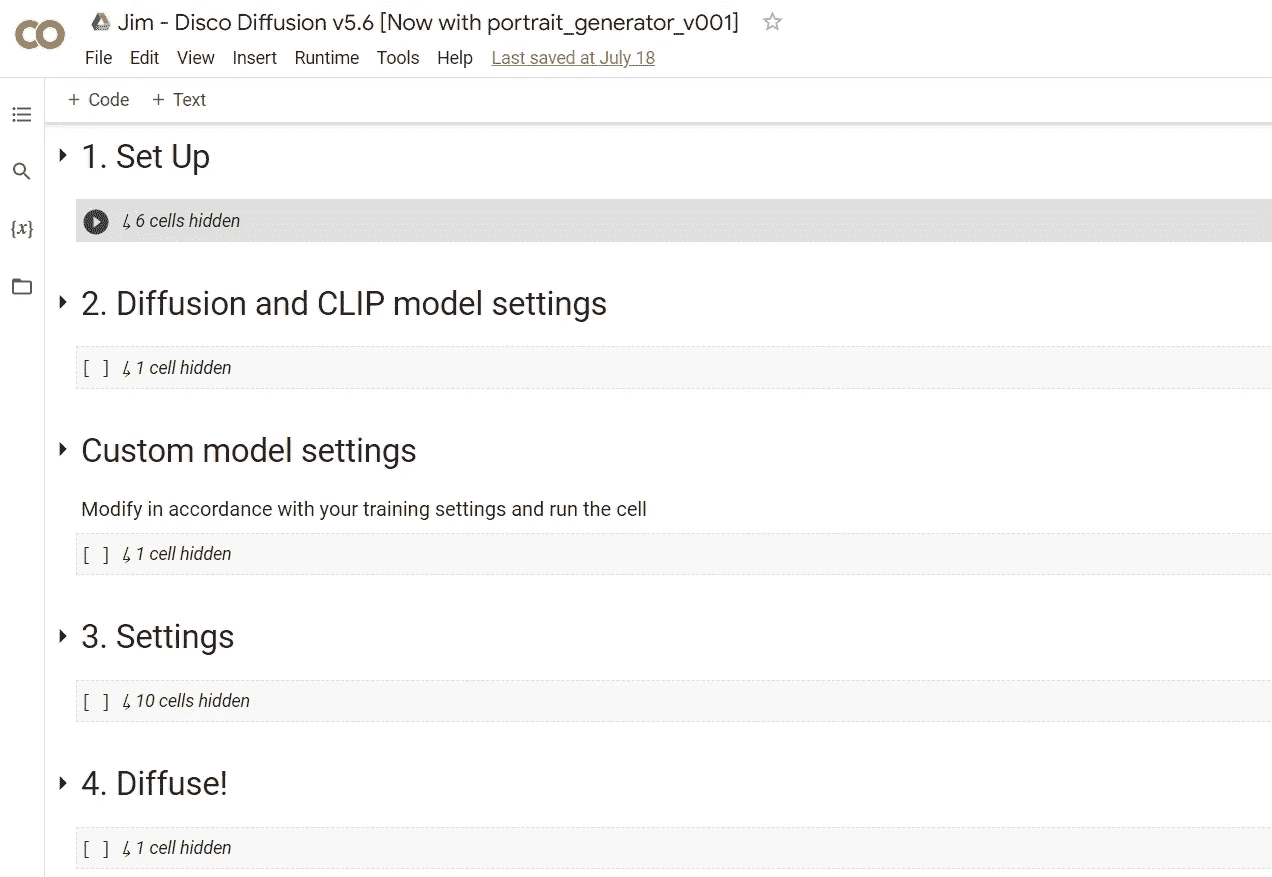 CO
Jim - Disco Diffusion v5.6 [Now with portrait_generator_v001]
File Edit View Insert Runtime Tools Help Last saved at July 18
+ Code + Text
1. Set Up
6 cells hidden
{x}
2. Diffusion and CLIP model settings
[ ] 1 cell hidden
Custom model settings
Modify in accordance with your training settings and run the cell
[ ] 1 cell hidden
3. Settings
[ ] 10 cells hidden
4. Diffuse!
[ ] 1 cell hidden